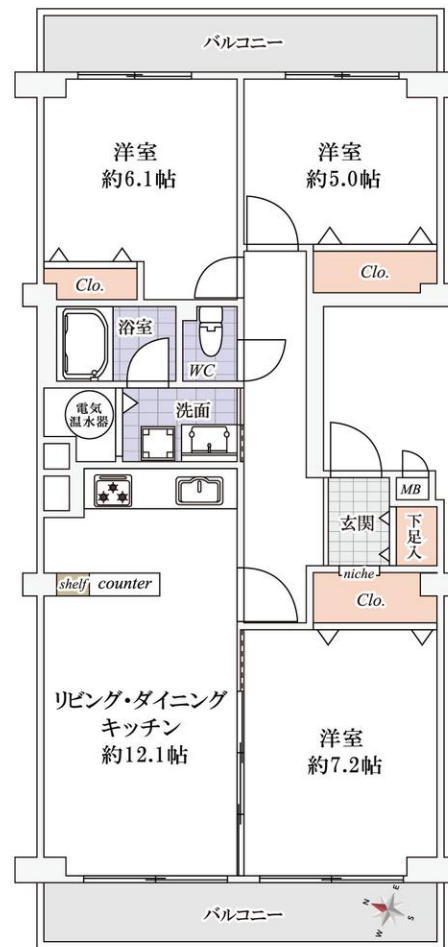 バルコニー
洋室
約6.1帖
洋室
約5.0帖
Clo.
Clo.
浴室
WC
電気
温水器
洗面
MB
玄関
下足入
niche
Clo.
shelf
counter
リビング・ダイニング
キッチン
約12.1帖
洋室
約7.2帖
バルコニー
N
E
W
S